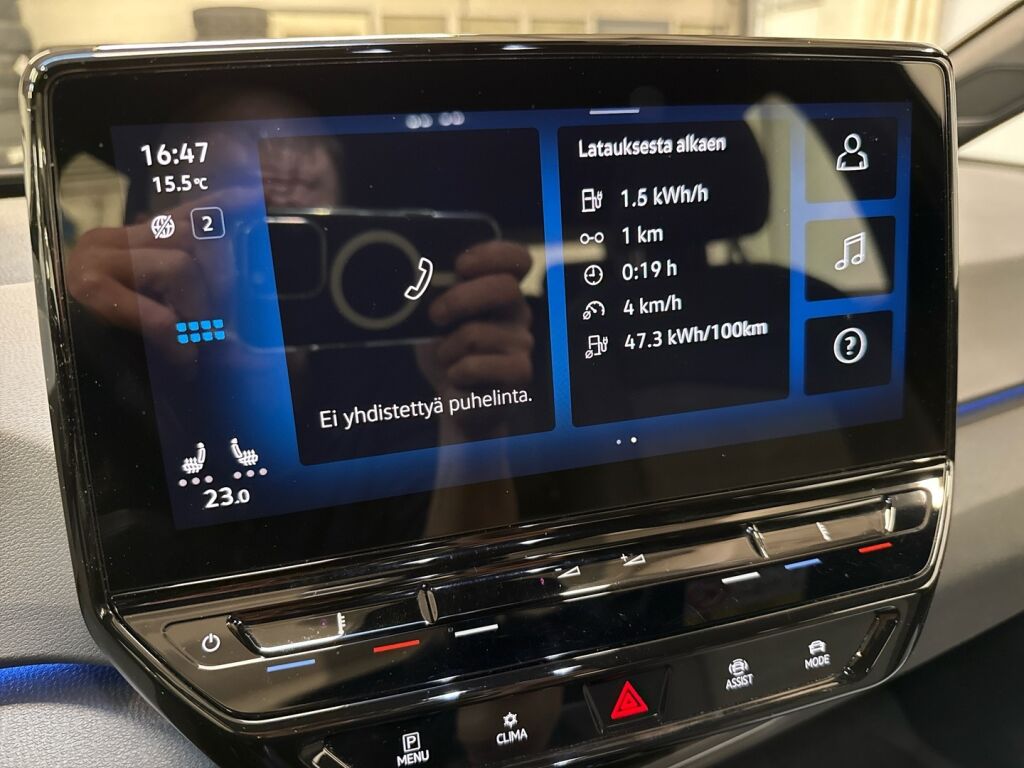 16:47
15.5°C
2
Ei yhdistettyä puhelinta.
Latauksesta alkaen
1.5 kWh/h
1 km
0:19 h
4 km/h
47.3 kWh/100km
?
23.0
P
MENU
CLIMA
ASSIST
MODE